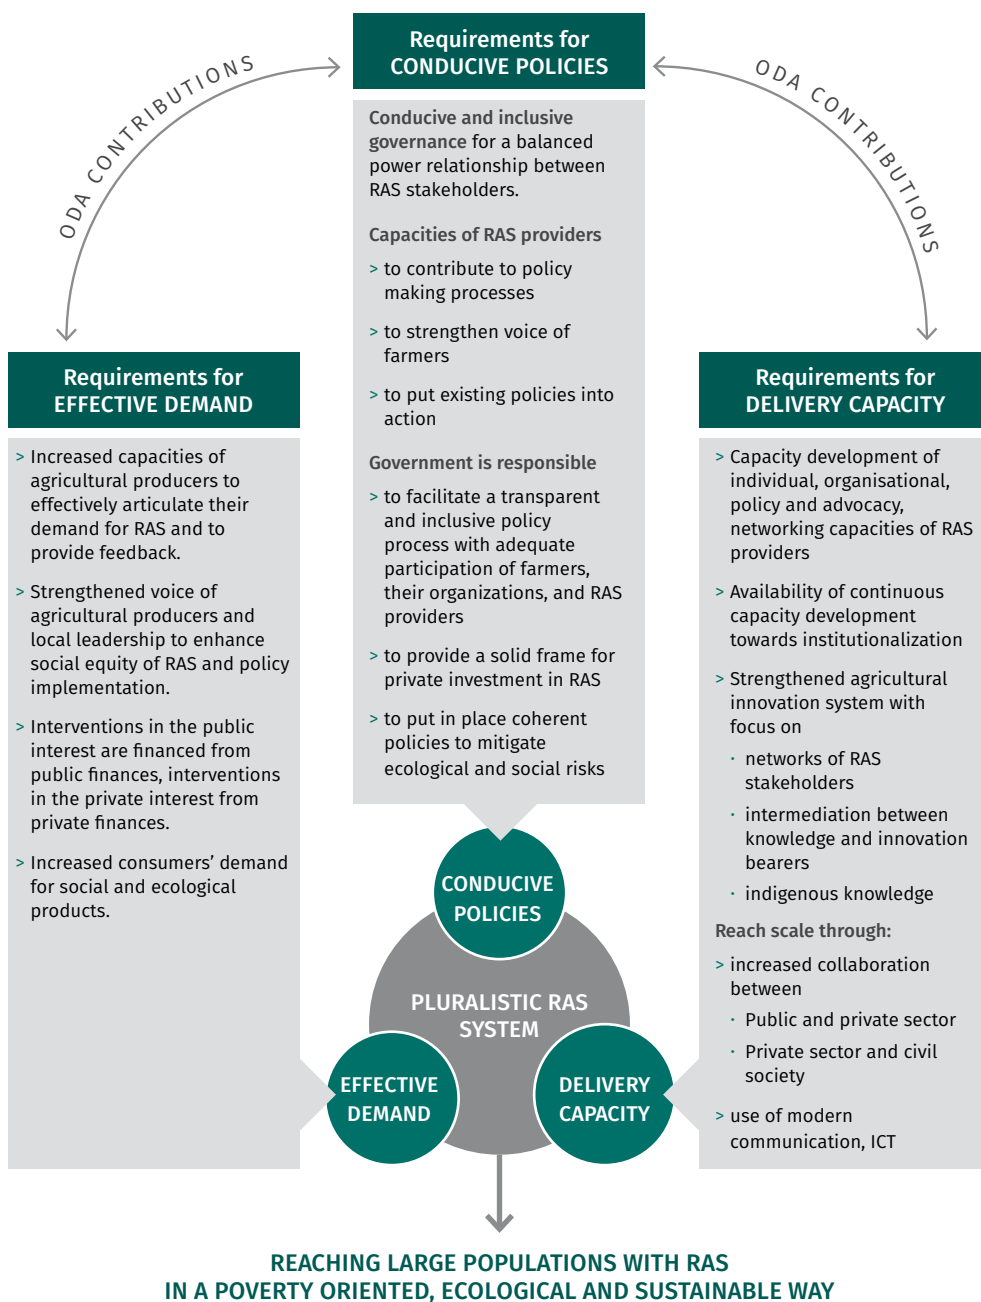 ODA CONTRIBUTIONS
ODA CONTRIBUTIONS
Requirements for
CONDUCIVE POLICIES
Conducive and inclusive
governance for a balanced
power relationship between
RAS stakeholders.
Capacities of RAS providers
> to contribute to policy
making processes
> to strengthen voice of
farmers
> to put existing policies into
action
Government is responsible
> to facilitate a transparent
and inclusive policy
process with adequate
participation of farmers,
their organizations, and RAS
providers
> to provide a solid frame for
private investment in RAS
> to put in place coherent
policies to mitigate
ecological and social risks
Requirements for
EFFECTIVE DEMAND
> Increased capacities of
agricultural producers to
effectively articulate their
demand for RAS and to
provide feedback.
> Strengthened voice of
agricultural producers and
local leadership to enhance
social equity of RAS and policy
implementation.
> Interventions in the public
interest are financed from
public finances, interventions
in the private interest from
private finances.
> Increased consumers’ demand
for social and ecological
products.
Requirements for
DELIVERY CAPACITY
> Capacity development of
individual, organisational,
policy and advocacy,
networking capacities of RAS
providers
> Availability of continuous
capacity development
towards institutionalization
> Strengthened agricultural
innovation system with
focus on
· networks of RAS
stakeholders
· intermediation between
knowledge and innovation
bearers
· indigenous knowledge
Reach scale through:
> increased collaboration
between
· Public and private sector
· Private sector and civil
society
> use of modern
communication, ICT
CONDUCIVE
POLICIES
PLURALISTIC RAS
SYSTEM
EFFECTIVE
DEMAND
DELIVERY
CAPACITY
REACHING LARGE POPULATIONS WITH RAS
IN A POVERTY ORIENTED, ECOLOGICAL AND SUSTAINABLE WAY